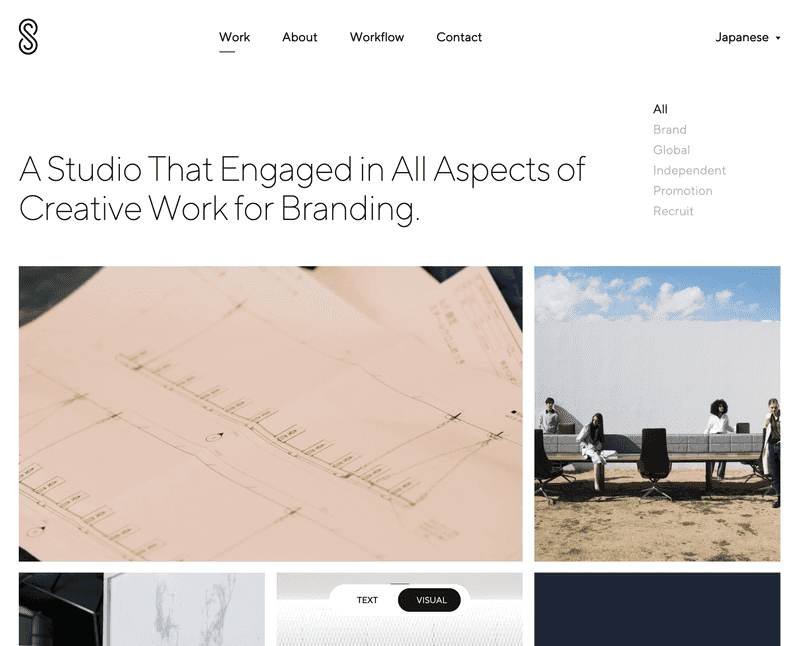 Work
About
Workflow
Contact
Japanese
All
Brand
Global
Independent
Promotion
Recruit
A Studio That Engaged in All Aspects of
Creative Work for Branding.
TEXT
VISUAL